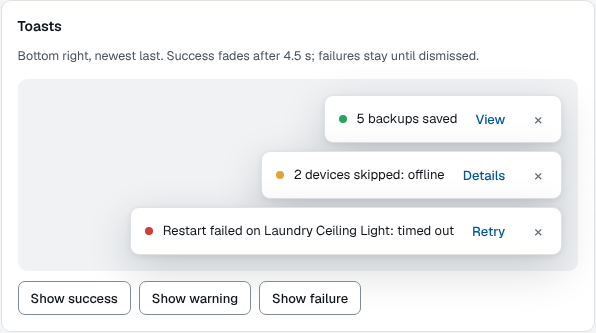 Toasts
Bottom right, newest last. Success fades after 4.5 s; failures stay until dismissed.
5 backups saved View ×
2 devices skipped: offline Details ×
Restart failed on Laundry Ceiling Light: timed out Retry ×
Show success Show warning Show failure